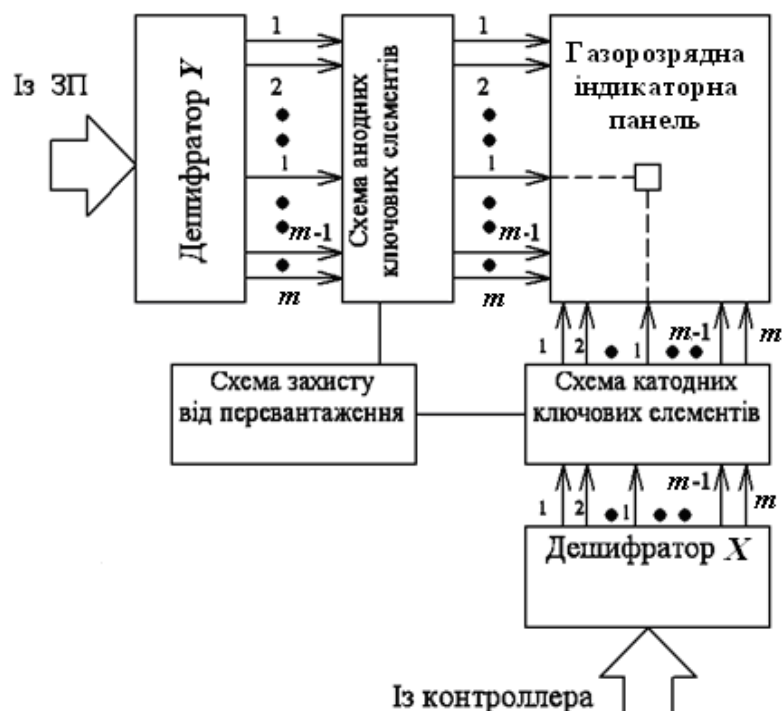 1
1
Газорозрядна
індикаторна
панель
Із ЗП
2
2
Дешифратор Y
Схема анодних
ключових елементів
1
1
m-1
m-1
m
m
1
2
1
m-1
m
Схема захисту
від перевантаження
Схема катодних
ключових елементів
1
2
1
m-1
m
Дешифратор X
Із контроллера